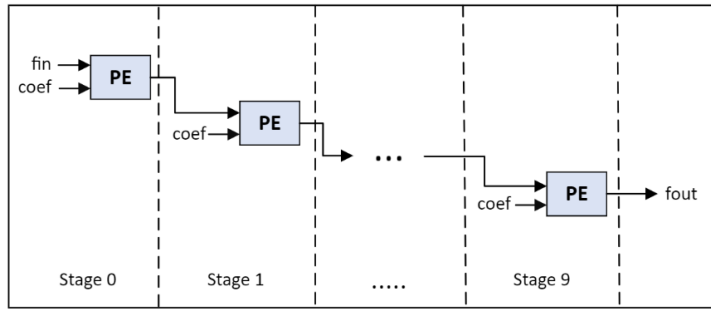 fin
coef
PE
coef
PE
...
coef
PE
fout
Stage 0
Stage 1
.....
Stage 9